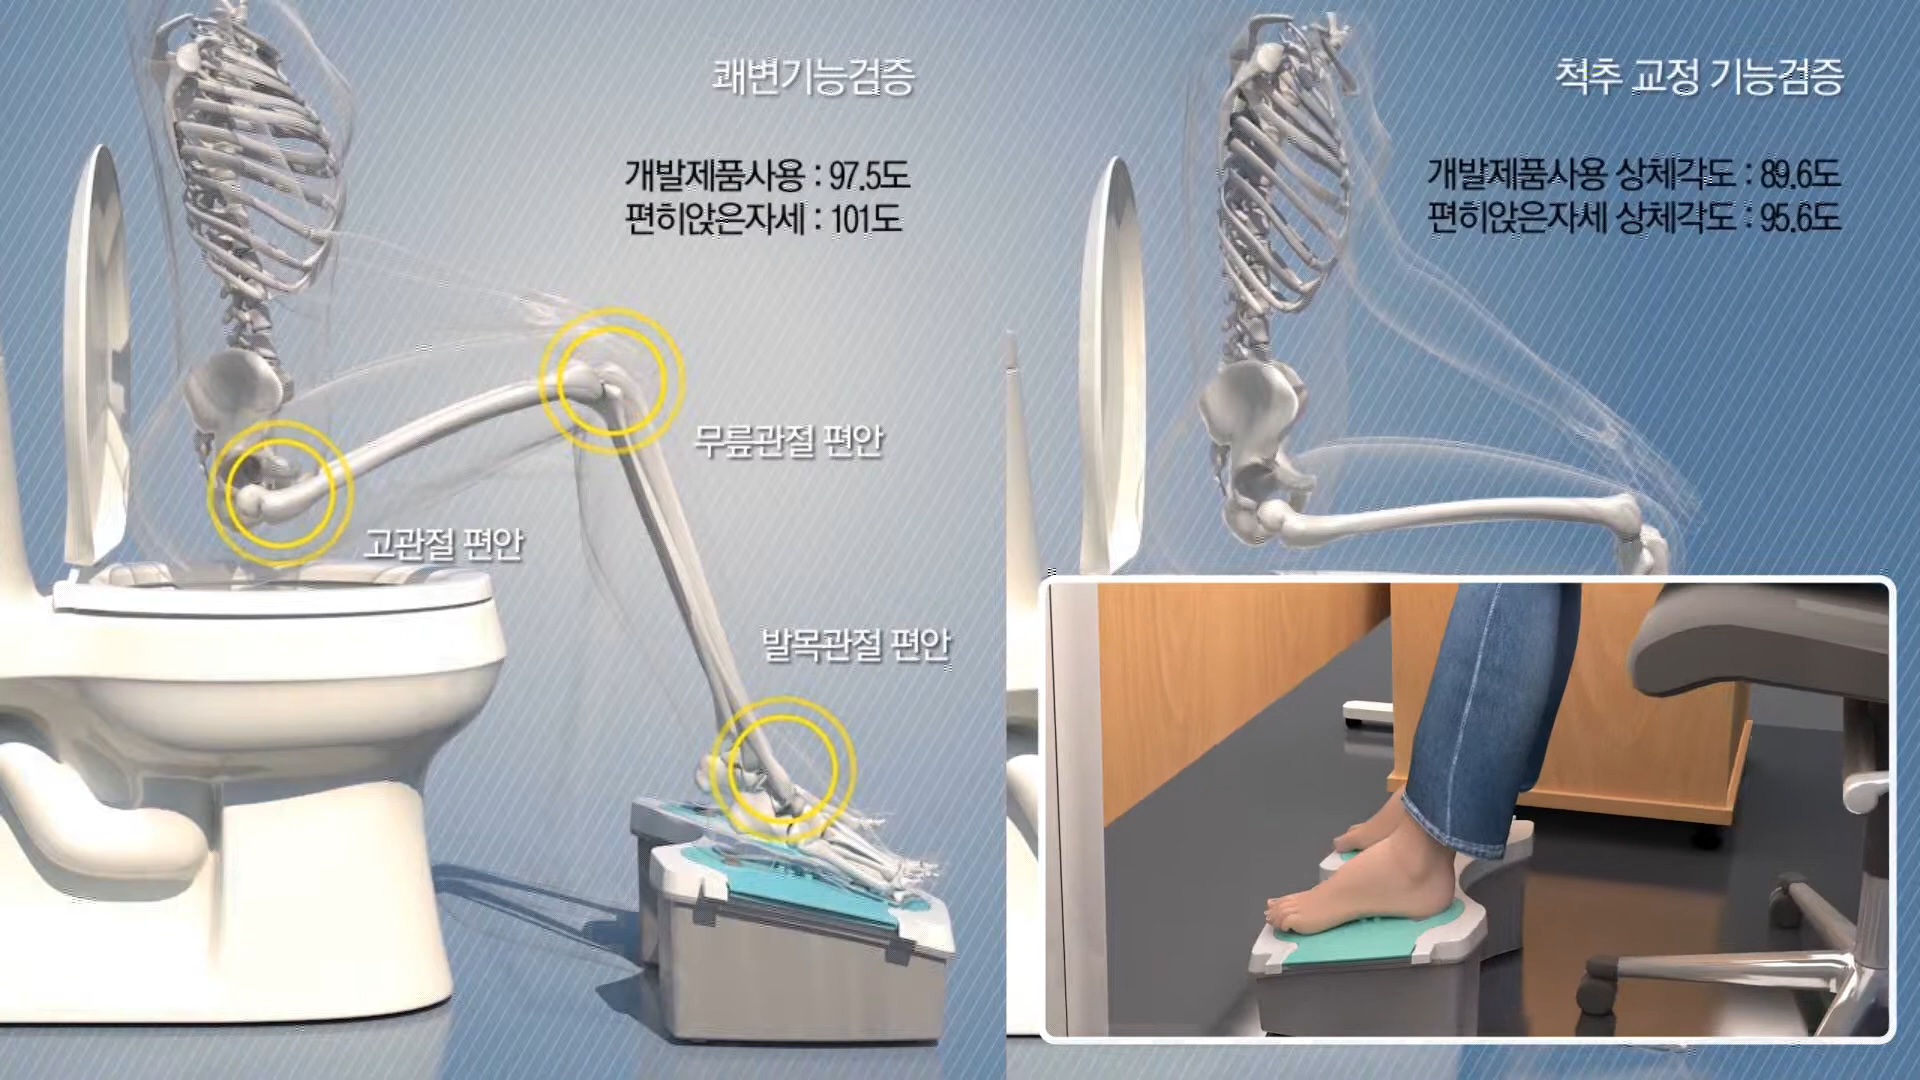 쾌변기능검증
개발제품사용 : 97.5도
편히앉은자세 : 101도
무릎관절 편안
고관절 편안
발목관절 편안
척추 교정 기능검증
개발제품사용 상체각도 : 89.6도
편히앉은자세 상체각도 : 95.6도